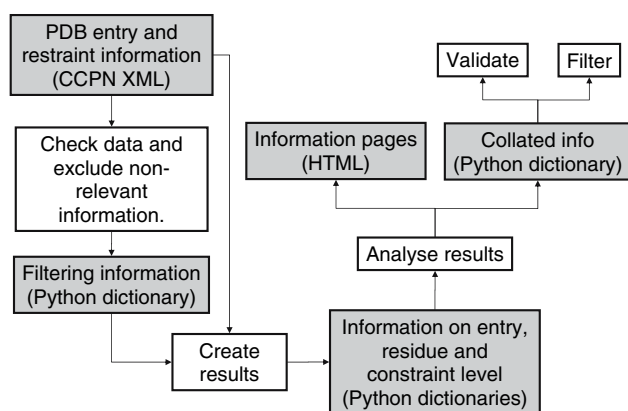 PDB entry and
restraint information
(CCPN XML)
Check data and
exclude non-
relevant
information.
Filtering information
(Python dictionary)
Create
results
Information on entry,
residue and
constraint level
(Python dictionaries)
Analyse results
Information pages
(HTML)
Collated info
(Python dictionary)
Validate
Filter